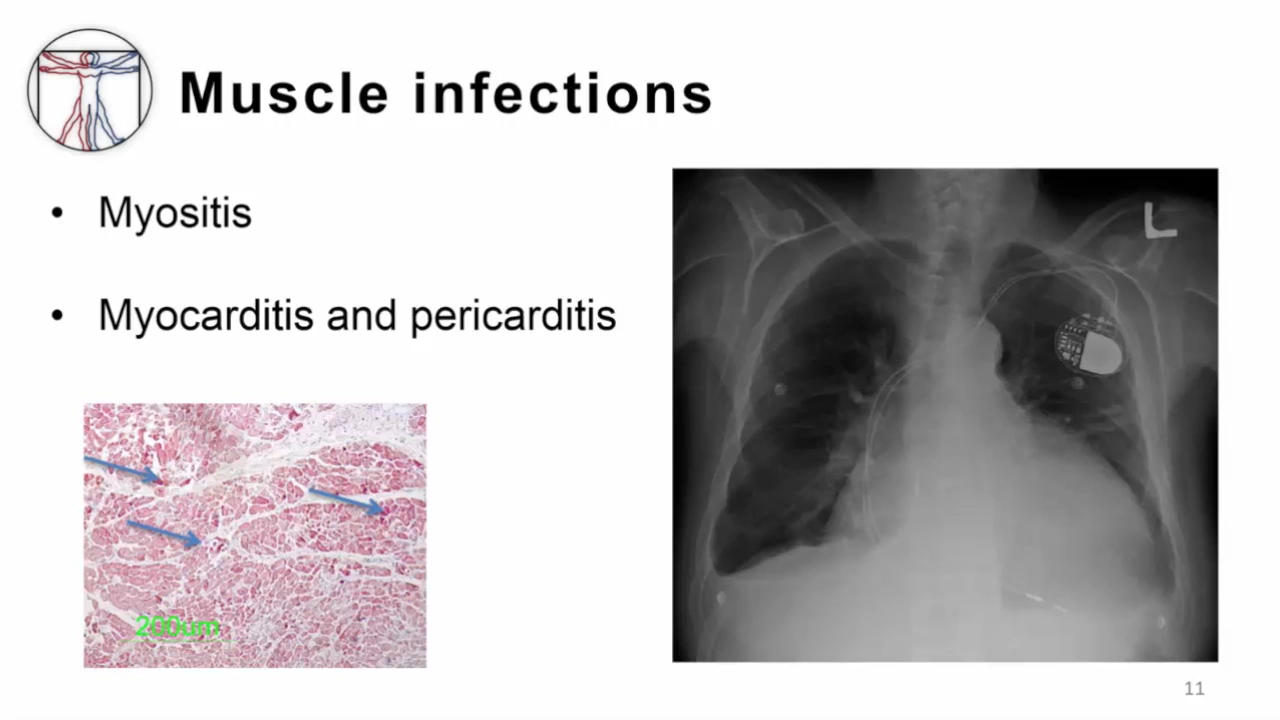 Muscle infections
• Myositis
• Myocarditis and pericarditis
L
200um
11